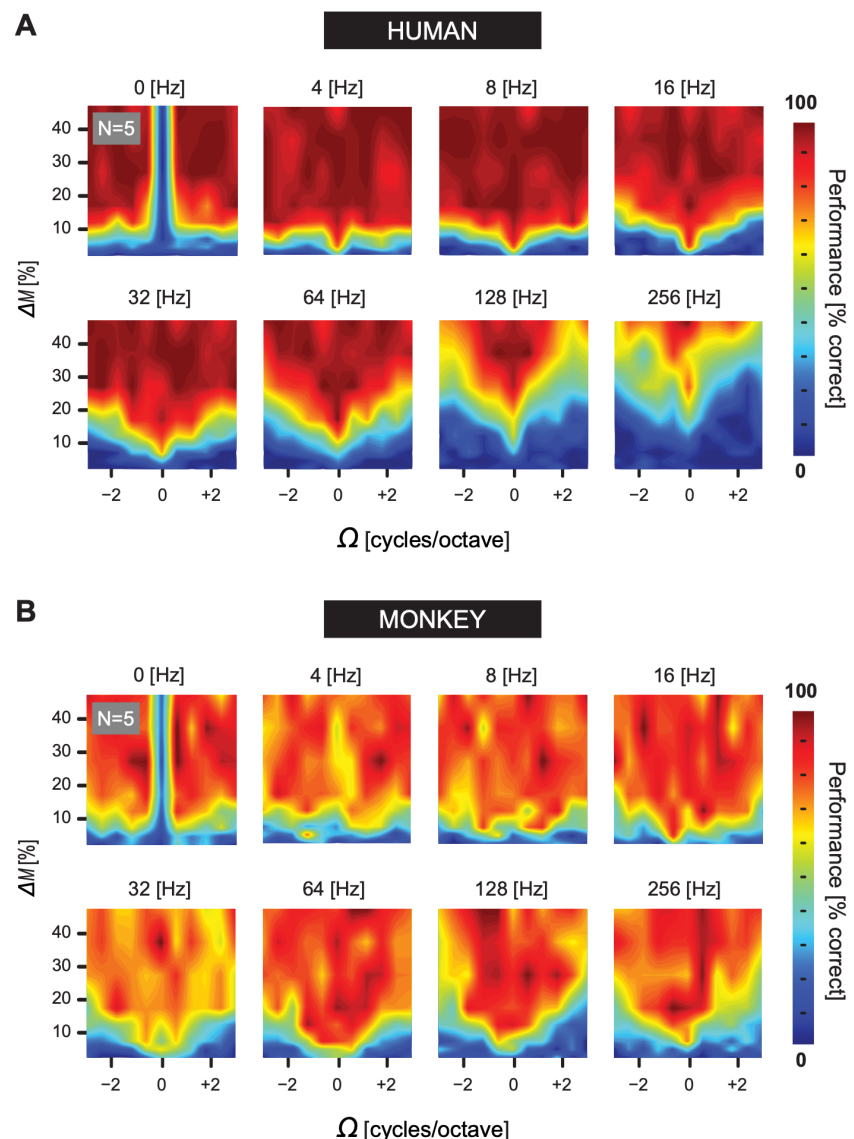 A
HUMAN
0 [Hz] 4 [Hz] 8 [Hz] 16 [Hz]
N=5
40
30
20
10
100
0
Performance [% correct]
ΔM [%]
32 [Hz] 64 [Hz] 128 [Hz] 256 [Hz]
40
30
20
10
−2 0 +2 −2 0 +2 −2 0 +2 −2 0 +2
Ω [cycles/octave]
B
MONKEY
0 [Hz] 4 [Hz] 8 [Hz] 16 [Hz]
N=5
40
30
20
10
100
0
Performance [% correct]
ΔM [%]
32 [Hz] 64 [Hz] 128 [Hz] 256 [Hz]
40
30
20
10
−2 0 +2 −2 0 +2 −2 0 +2 −2 0 +2
Ω [cycles/octave]